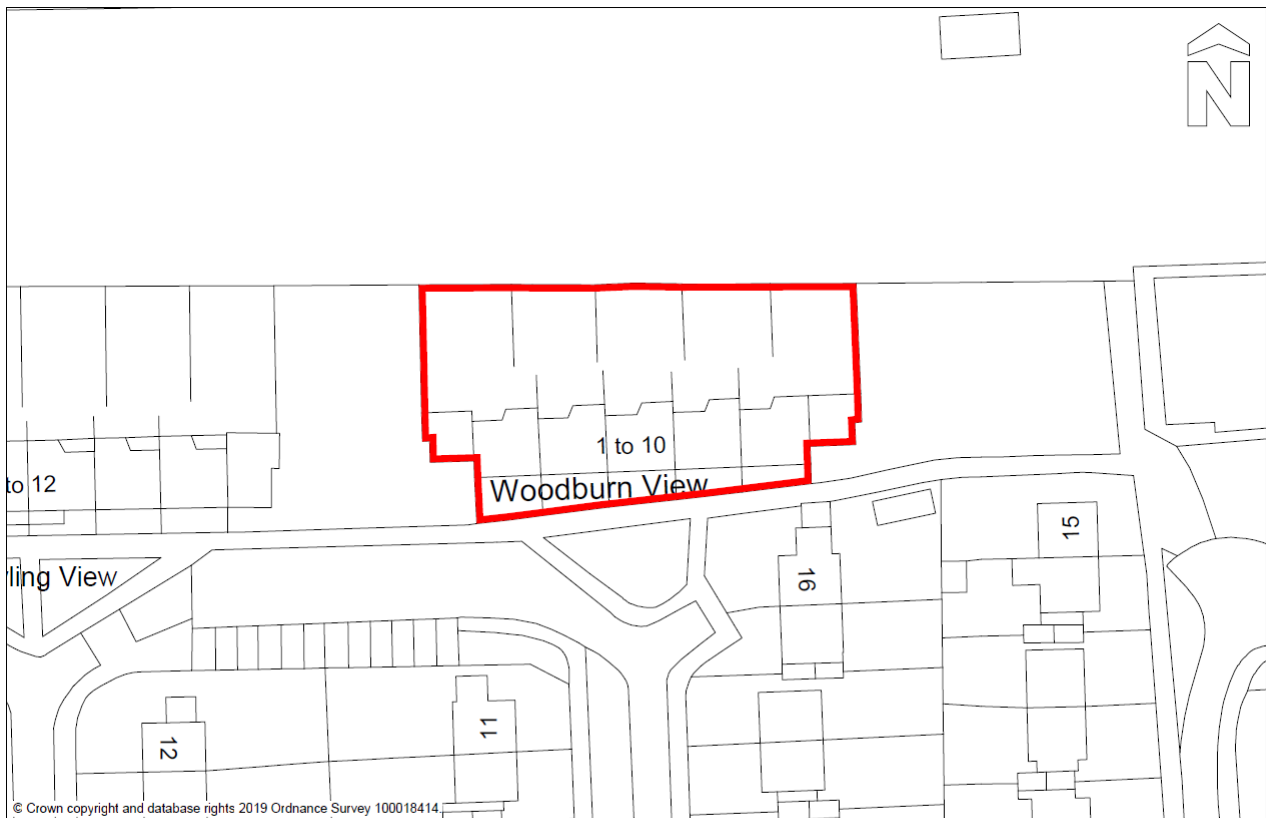 N
1 to 10
Woodburn View
to 12
15
16
ling View
11
12
© Crown copyright and database rights 2019 Ordnance Survey 100018414